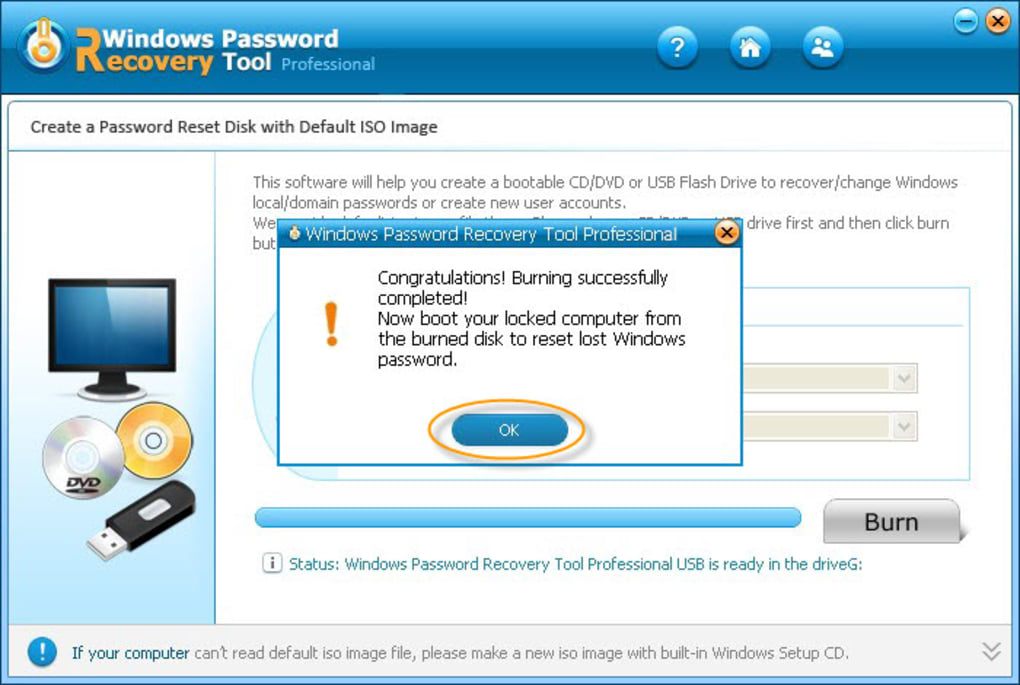 Windows Password
Recovery Tool Professional
?
Create a Password Reset Disk with Default ISO Image
This software will help you create a bootable CD/DVD or USB Flash Drive to recover/change Windows
local/domain passwords or create new user accounts.
drive first and then click burn
Windows Password Recovery Tool Professional
Congratulations! Burning successfully
completed!
Now boot your locked computer from
the burned disk to reset lost Windows
password.
OK
DVD
Burn
i Status: Windows Password Recovery Tool Professional USB is ready in the driveG:
! If your computer can't read default iso image file, please make a new iso image with built-in Windows Setup CD.